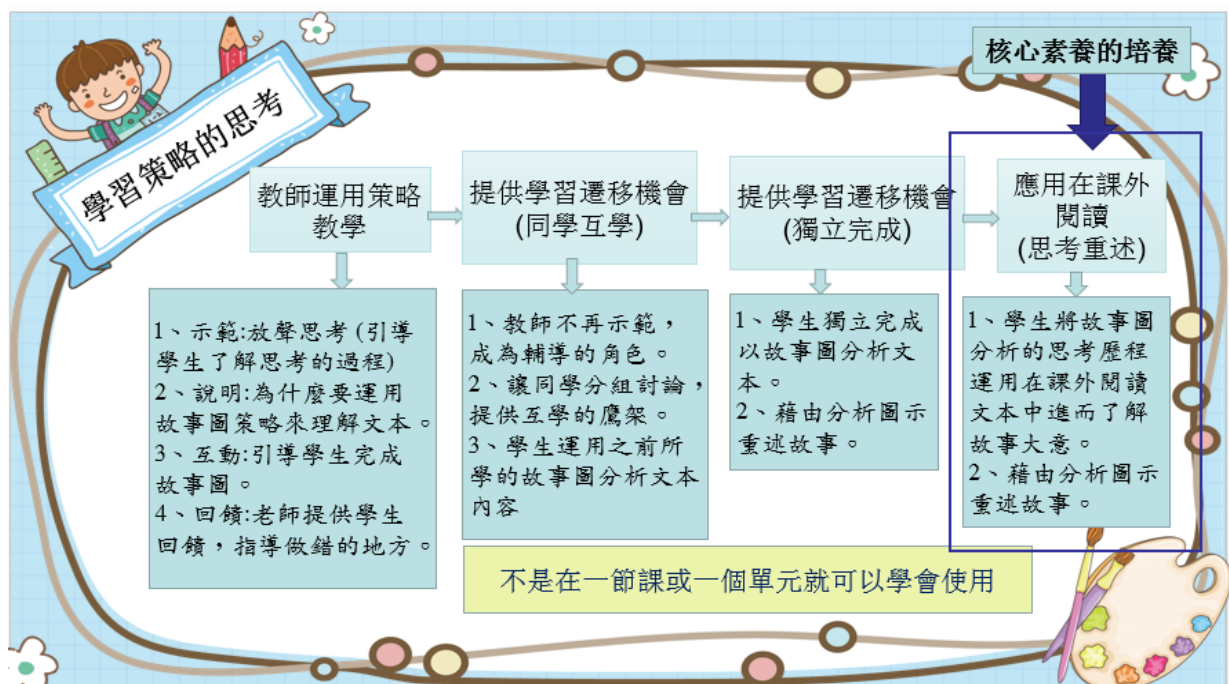 核心素養的培養
學習策略的思考
教師運用策略
教學
提供學習遷移機會
(同學互學)
提供學習遷移機會
(獨立完成)
應用在課外
閱讀
(思考重述)
1、示範:放聲思考(引導
學生了解思考的過程)
2、說明:為什麼要運用
故事圖策略來理解文本。
3、互動:引導學生完成
故事圖。
4、回饋:老師提供學生
回饋，指導做錯的地方。
1、教師不再示範，
成為輔導的角色。
2、讓同學分組討論，
提供互學的鷹架。
3、學生運用之前所
學的故事圖分析文本
內容
1、學生獨立完成
以故事圖分析文
本。
2、藉由分析圖示
重述故事。
1、學生將故事圖
分析的思考歷程
運用在課外閱讀
文本中進而了解
故事大意。
2、藉由分析圖示
重述故事。
不是在一節課或一個單元就可以學會使用